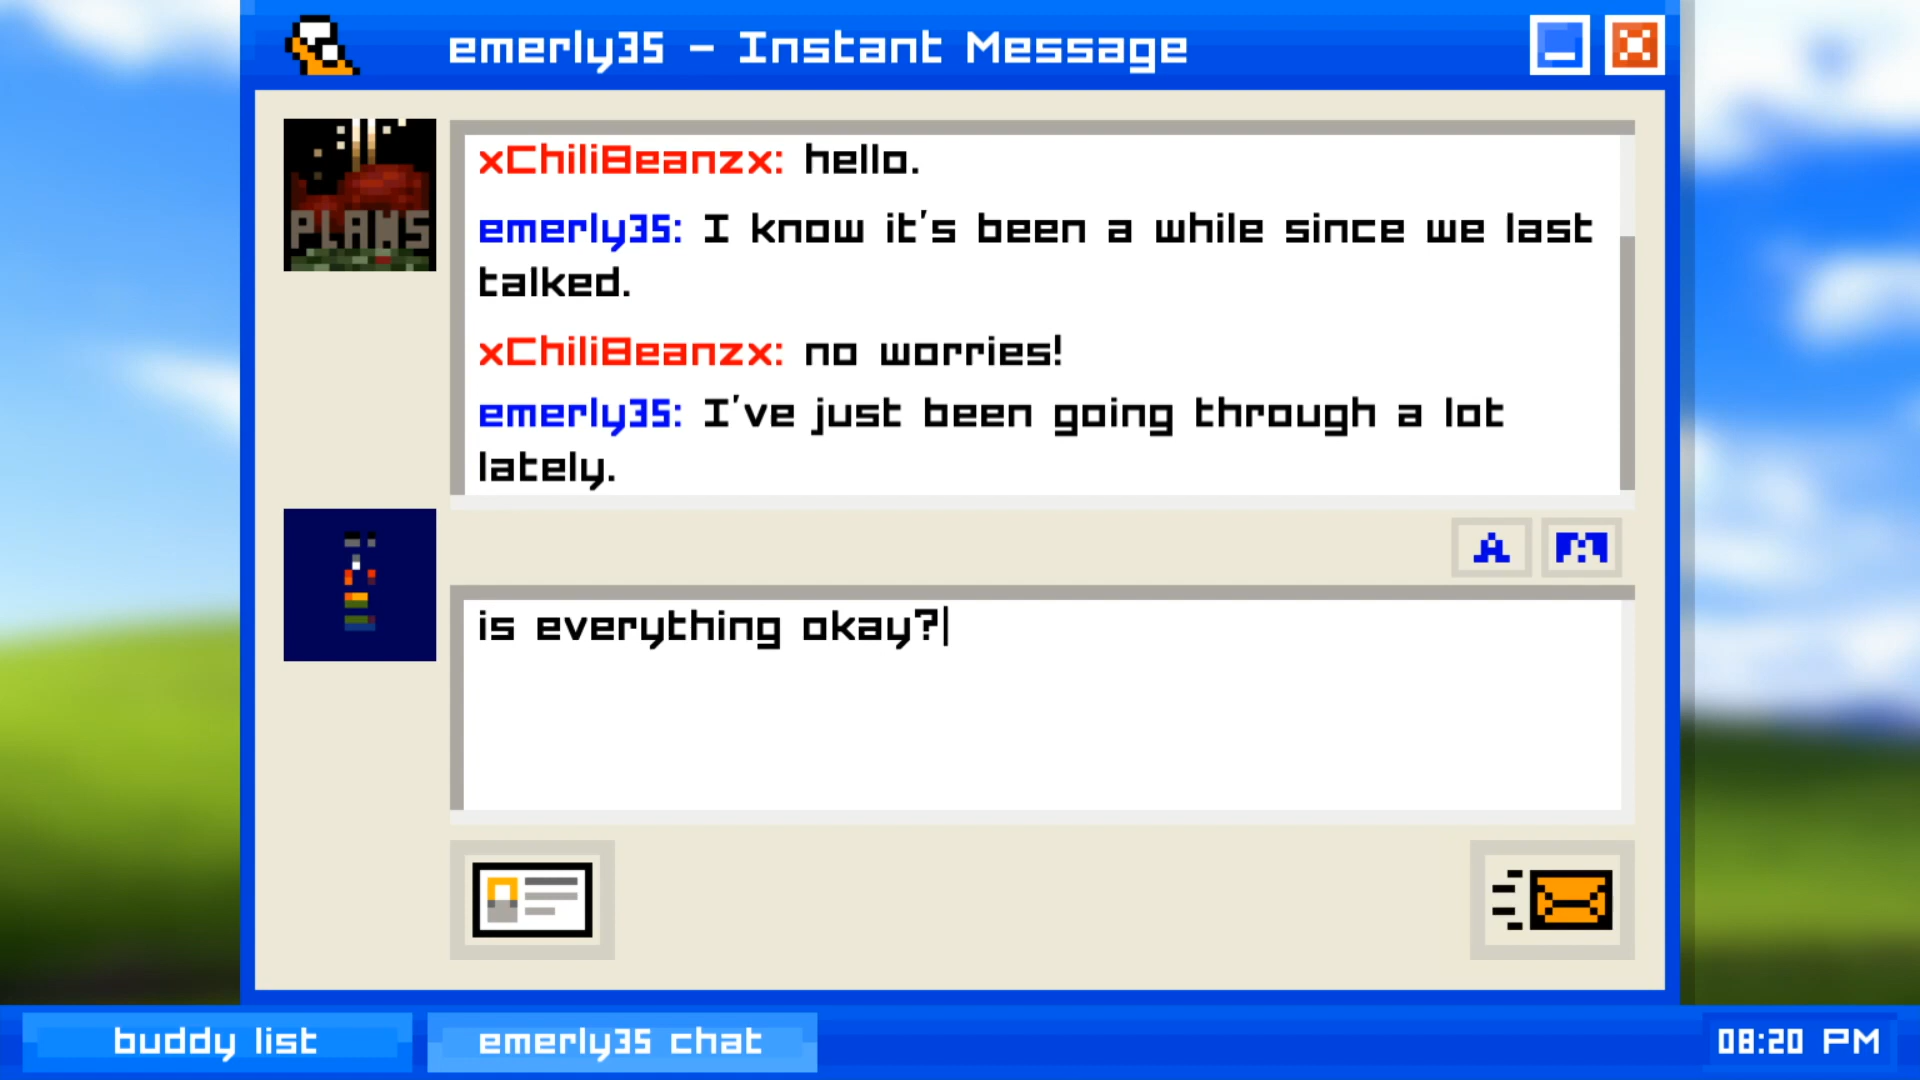 emerly35 - Instant Message
PLANS
xChiliBeanzx: hello.
emerly35: I know it's been a while since we last
talked.
xChiliBeanzx: no worries!
emerly35: I've just been going through a lot
lately.
A M
is everything okay?
buddy list
emerly35 chat
08:20 PM